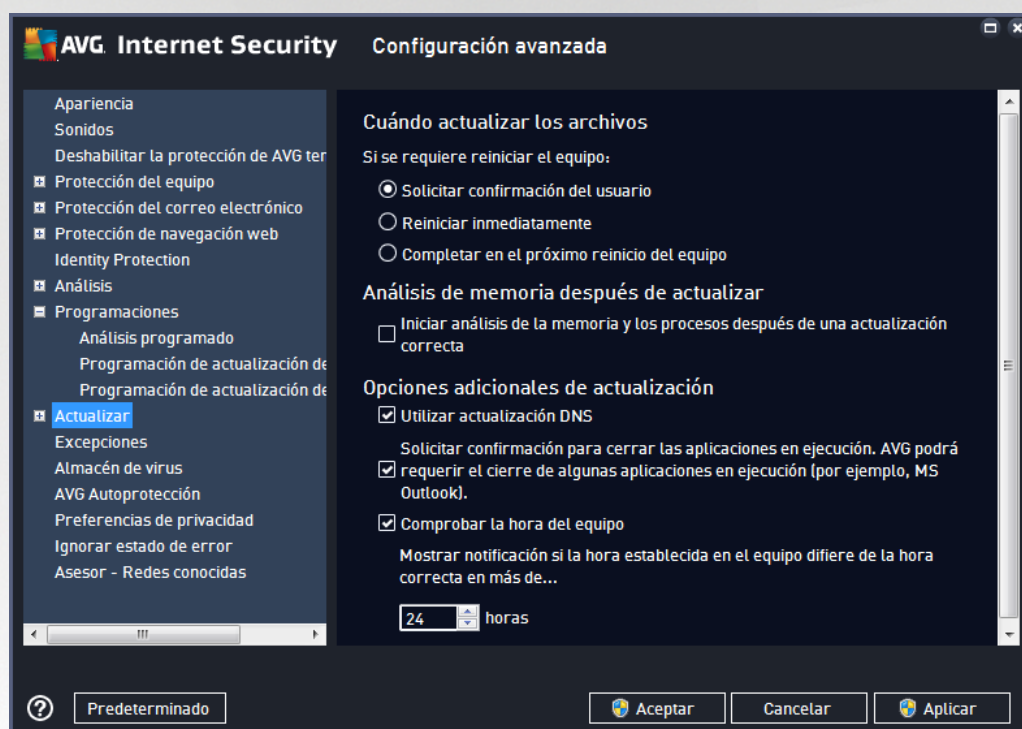 AVG. Internet Security
Configuración avanzada
Apariencia
Sonidos
Deshabilitar la protección de AVG ter
Protección del equipo
Protección del correo electrónico
Protección de navegación web
Identity Protection
Análisis
Programaciones
Análisis programado
Programación de actualización de
Programación de actualización de
Actualizar
Excepciones
Almacén de virus
AVG Autoprotección
Preferencias de privacidad
Ignorar estado de error
Asesor - Redes conocidas
Cuándo actualizar los archivos
Si se requiere reiniciar el equipo:
Solicitar confirmación del usuario
Reiniciar inmediatamente
Completar en el próximo reinicio del equipo
Análisis de memoria después de actualizar
Iniciar análisis de la memoria y los procesos después de una actualización
correcta
Opciones adicionales de actualización
Utilizar actualización DNS
Solicitar confirmación para cerrar las aplicaciones en ejecución. AVG podrá
requerir el cierre de algunas aplicaciones en ejecución (por ejemplo, MS
Outlook).
Comprobar la hora del equipo
Mostrar notificación si la hora establecida en el equipo difiere de la hora
correcta en más de...
24 horas
? Predeterminado
Aceptar
Cancelar
Aplicar